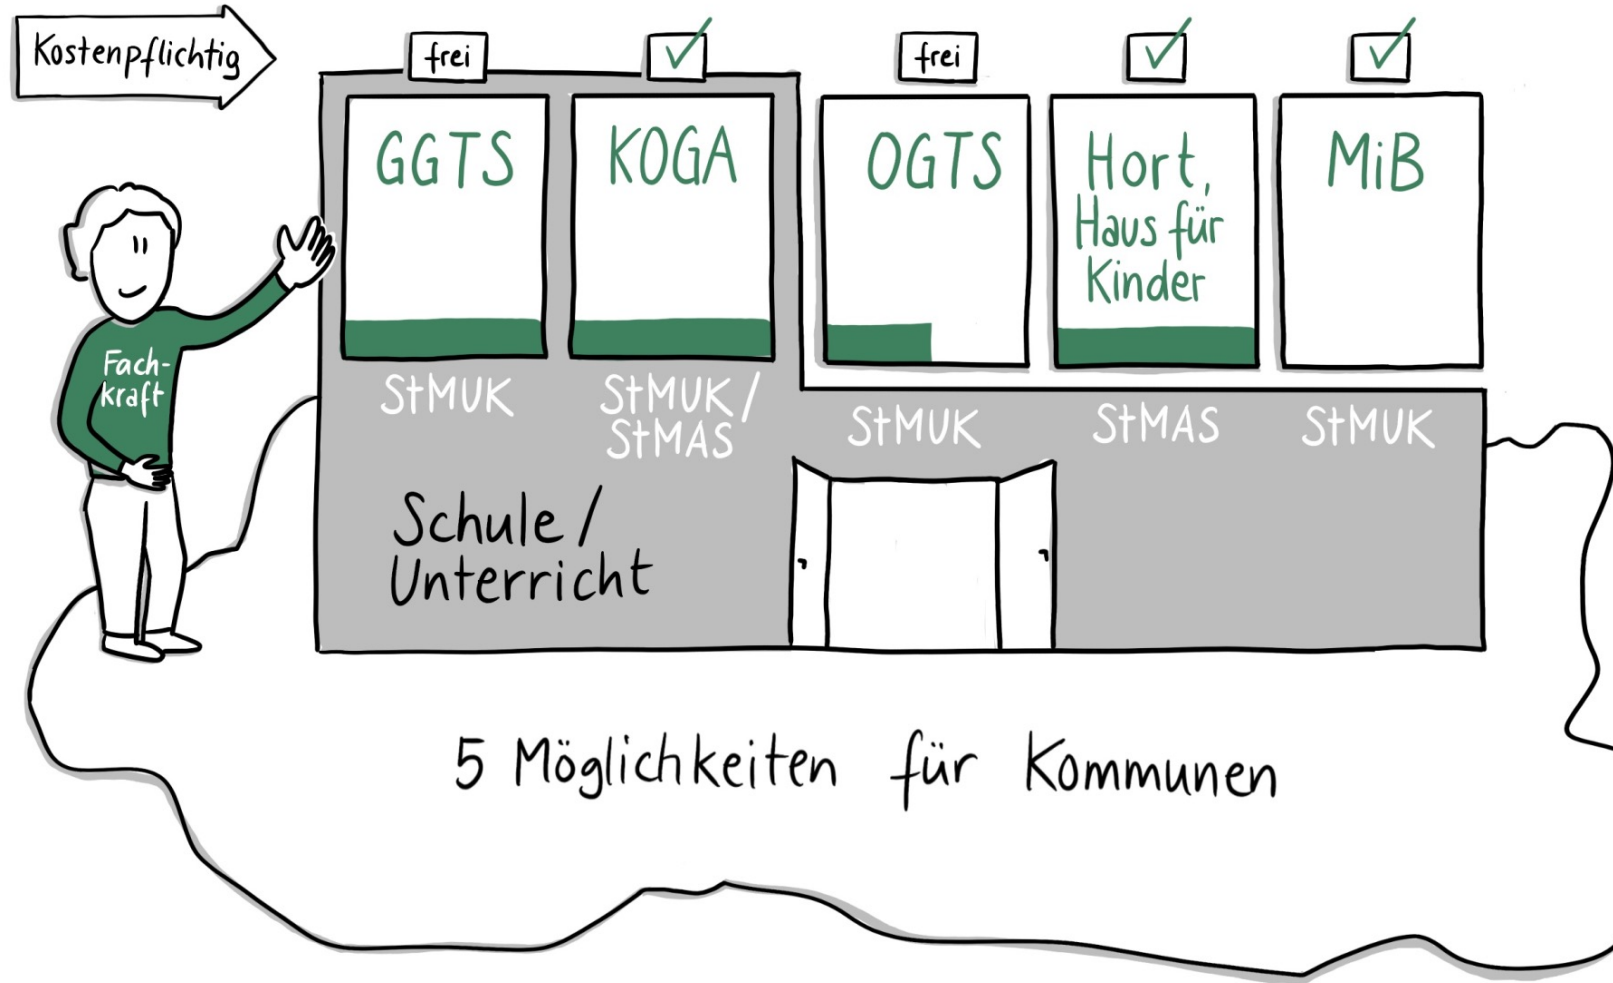 Kostenpflichtig
frei
frei
GGTS
KOGA
OGTS
Hort,
Haus für
Kinder
MiB
Fach-
kraft
StMUK
StMUK /
StMAS
StMUK
StMAS
StMUK
Schule /
Unterricht
5 Möglichkeiten für Kommunen